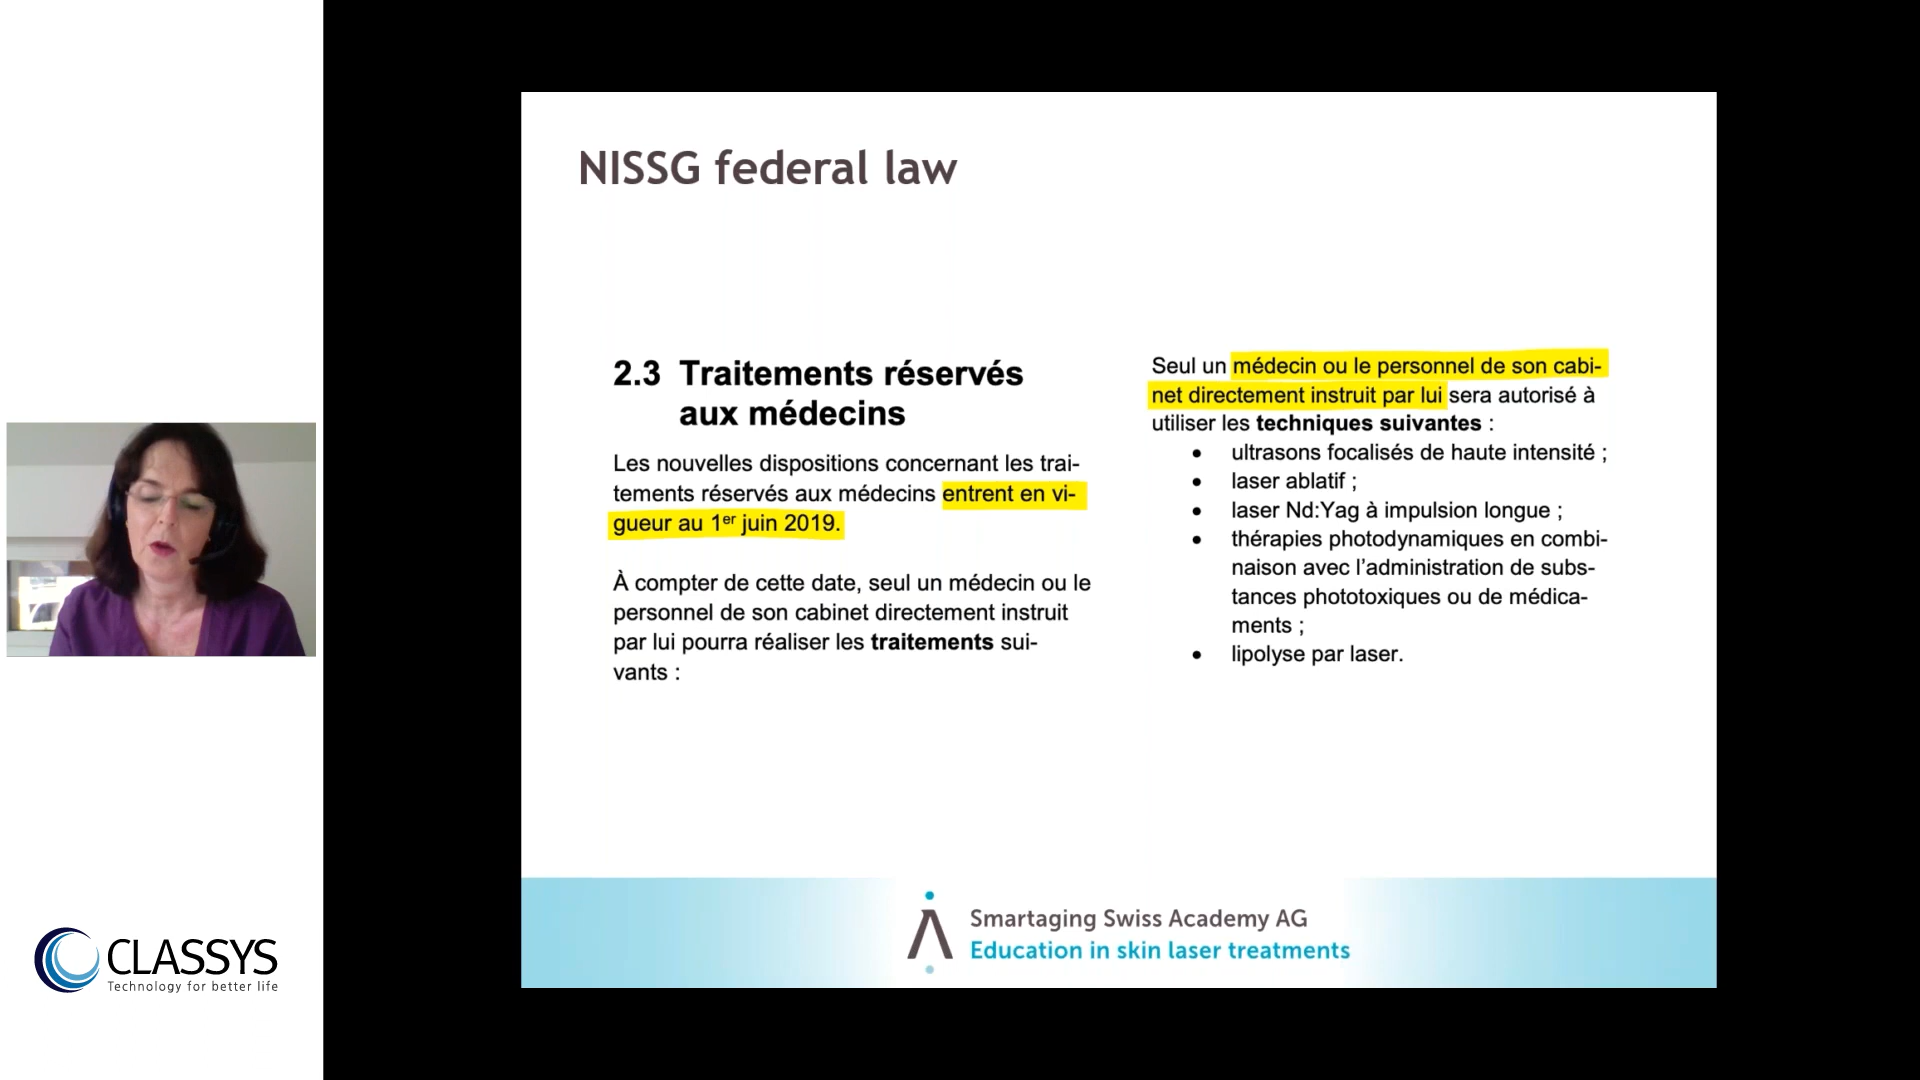 NISSG federal law
2.3 Traitements réservés
aux médecins
Les nouvelles dispositions concernant les trai-
tements réservés aux médecins entrent en vi-
gueur au 1er juin 2019.
À compter de cette date, seul un médecin ou le
personnel de son cabinet directement instruit
par lui pourra réaliser les traitements sui-
vants :
Seul un médecin ou le personnel de son cabi-
net directement instruit par lui sera autorisé à
utiliser les techniques suivantes :
• ultrasons focalisés de haute intensité ;
• laser ablatif ;
• laser Nd:Yag à impulsion longue ;
• thérapies photodynamiques en combi-
naison avec l’administration de subs-
tances phototoxiques ou de médica-
ments ;
• lipolyse par laser.
Smartaging Swiss Academy AG
Education in skin laser treatments
CLASSYS
Technology for better life